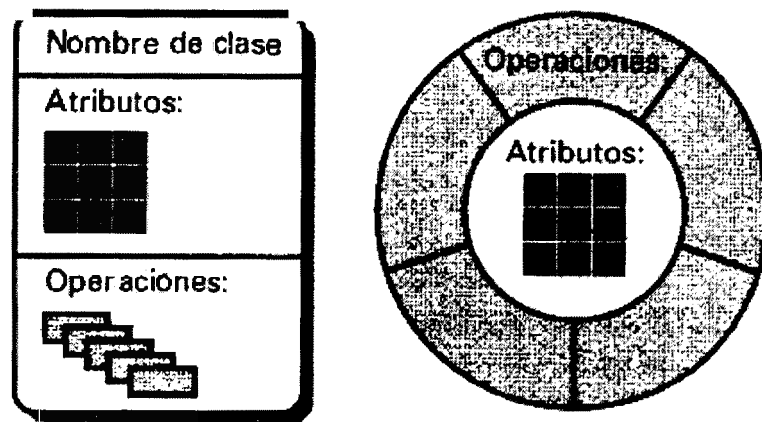 Nombre de clase
Atributos:
Operaciones:
Operaciones:
Atributos: